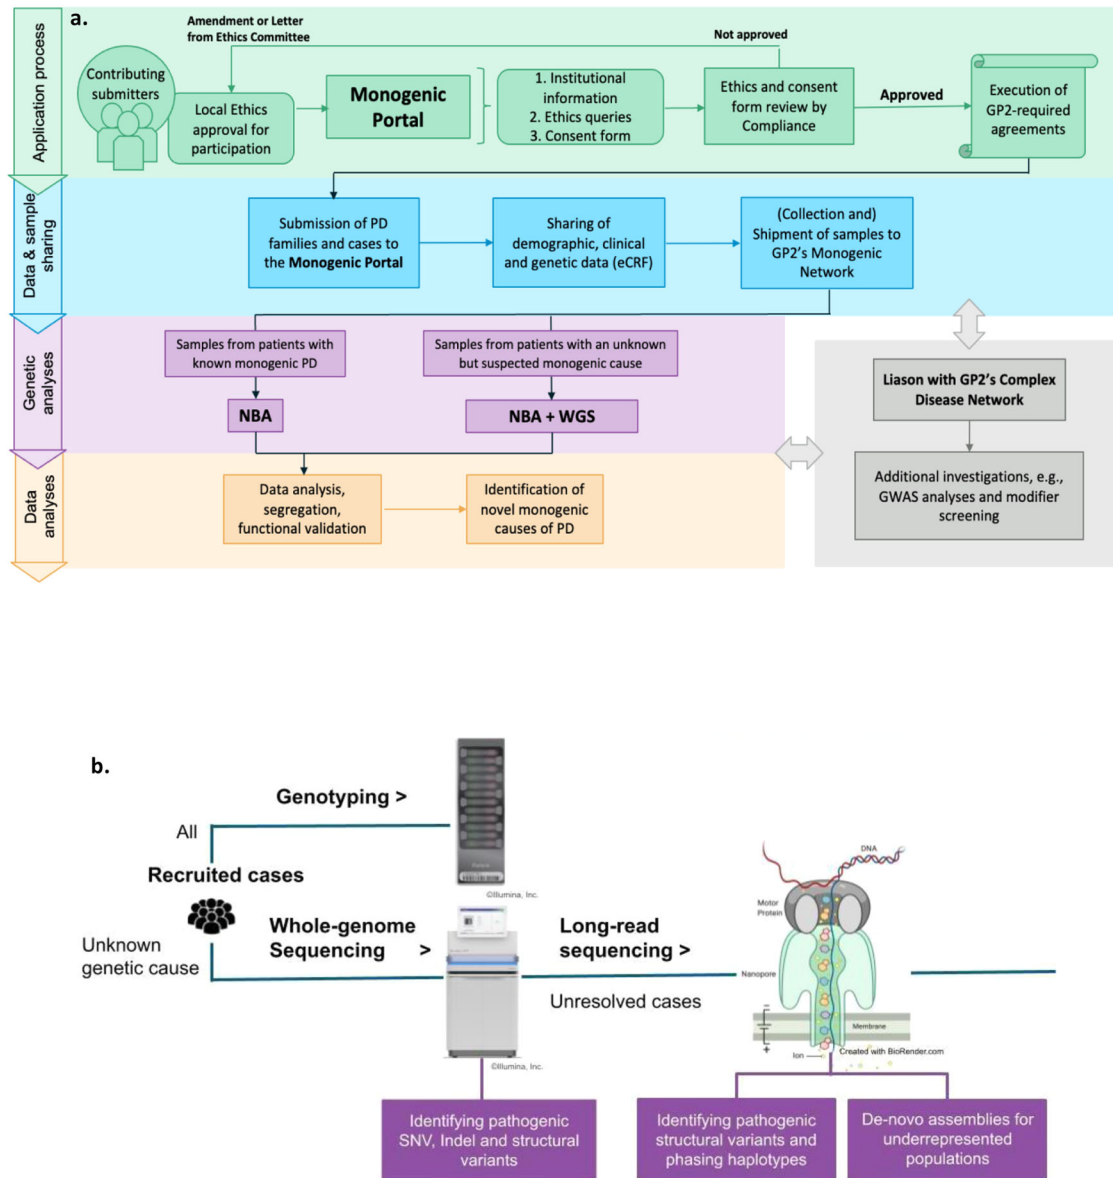 a.
Application process
Amendment or Letter
from Ethics Committee
Not approved
Contributing
submitters
Local Ethics
approval for
participation
Monogenic
Portal
1. Institutional
information
2. Ethics queries
3. Consent form
Ethics and consent
form review by
Compliance
Approved
Execution of
GP2-required
agreements
Data & sample
sharing
Submission of PD
families and cases to
the Monogenic Portal
Sharing of
demographic, clinical
and genetic data (eCRF)
(Collection and)
Shipment of samples to
GP2's Monogenic
Network
Genetic
analyses
Samples from patients with
known monogenic PD
Samples from patients with an unknown
but suspected monogenic cause
NBA
NBA + WGS
Liason with GP2's Complex
Disease Network
Additional investigations, e.g.,
GWAS analyses and modifier
screening
Data
analyses
Data analysis,
segregation,
functional validation
Identification of
novel monogenic
causes of PD
b.
Genotyping >
All
Recruited cases
©Illumina, Inc.
Unknown
genetic cause
Whole-genome
Sequencing >
Long-read
sequencing >
Unresolved cases
©Illumina, Inc.
DNA
Motor
Protein
Nanopore
Membrane
Ion
Created with BioRender.com
Identifying pathogenic
SNV, Indel and structural
variants
Identifying pathogenic
structural variants and
phasing haplotypes
De-novo assemblies for
underrepresented
populations